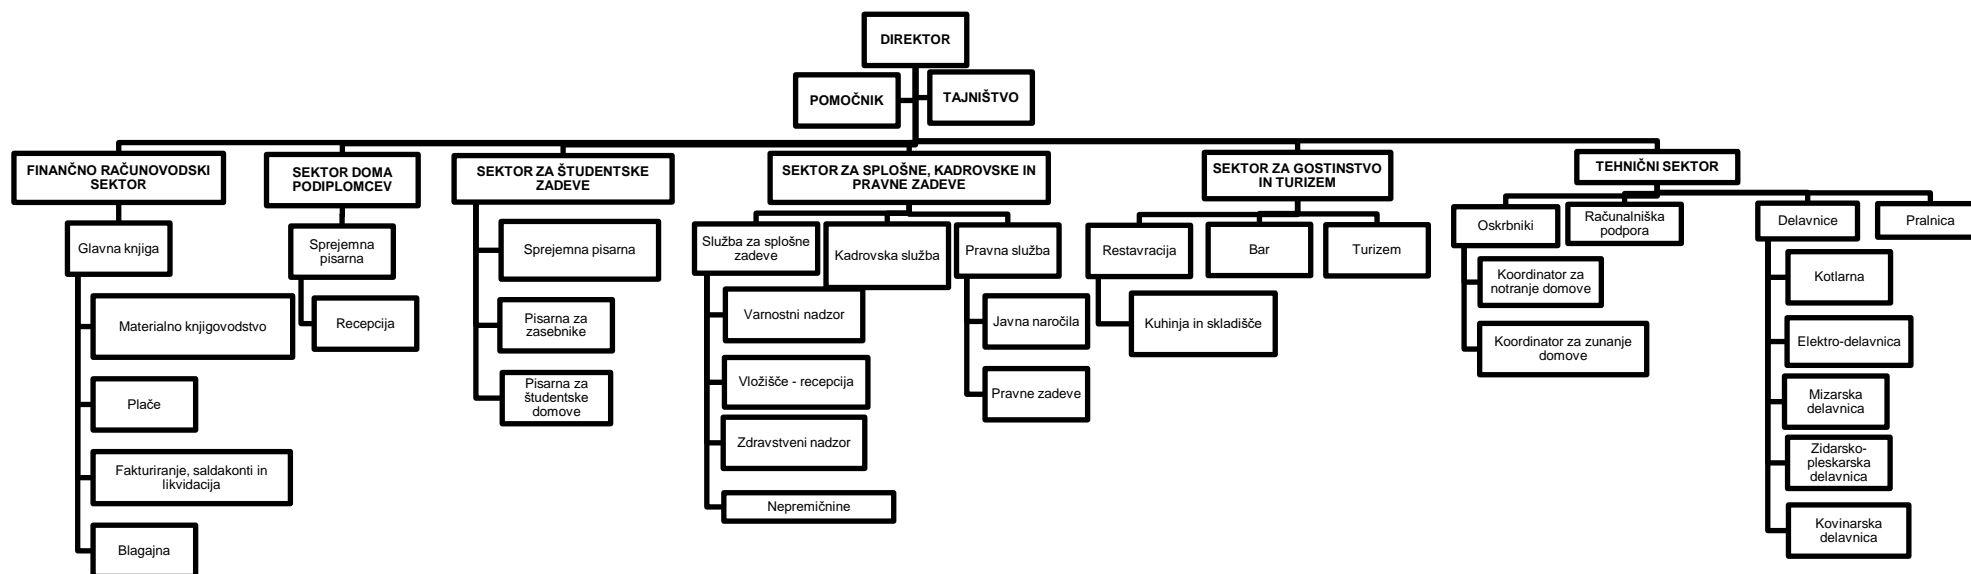 DIREKTOR
POMOČNIK
TAJNIŠTVO
FINANČNO RAČUNOVODSKI
SEKTOR
SEKTOR DOMA
PODIPLOMCEV
SEKTOR ZA ŠTUDENTSKE
ZADEVE
SEKTOR ZA SPLOŠNE, KADROVSKE IN
PRAVNE ZADEVE
SEKTOR ZA GOSTINSTVO
IN TURIZEM
TEHNIČNI SEKTOR
Glavna knjiga
Materialno knjigovodstvo
Plače
Fakturiranje, saldakonti in
likvidacija
Blagajna
Sprejemna
pisarna
Recepcija
Sprejemna pisarna
Pisarna za
zasebnike
Pisarna za
študentske
domove
Služba za splošne
zadeve
Varnostni nadzor
Vložišče - recepcija
Zdravstveni nadzor
Nepremičnine
Kadrovska služba
Pravna služba
Javna naročila
Pravne zadeve
Restavracija
Kuhinja in skladišče
Bar
Turizem
Oskrbniki
Koordinator za
notranje domove
Koordinator za zunanje
domove
Računalniška
podpora
Delavnice
Kotlarna
Elektro-delavnica
Mizarska
delavnica
Zidarsko-
pleskarska
delavnica
Kovinarska
delavnica
Pralnica